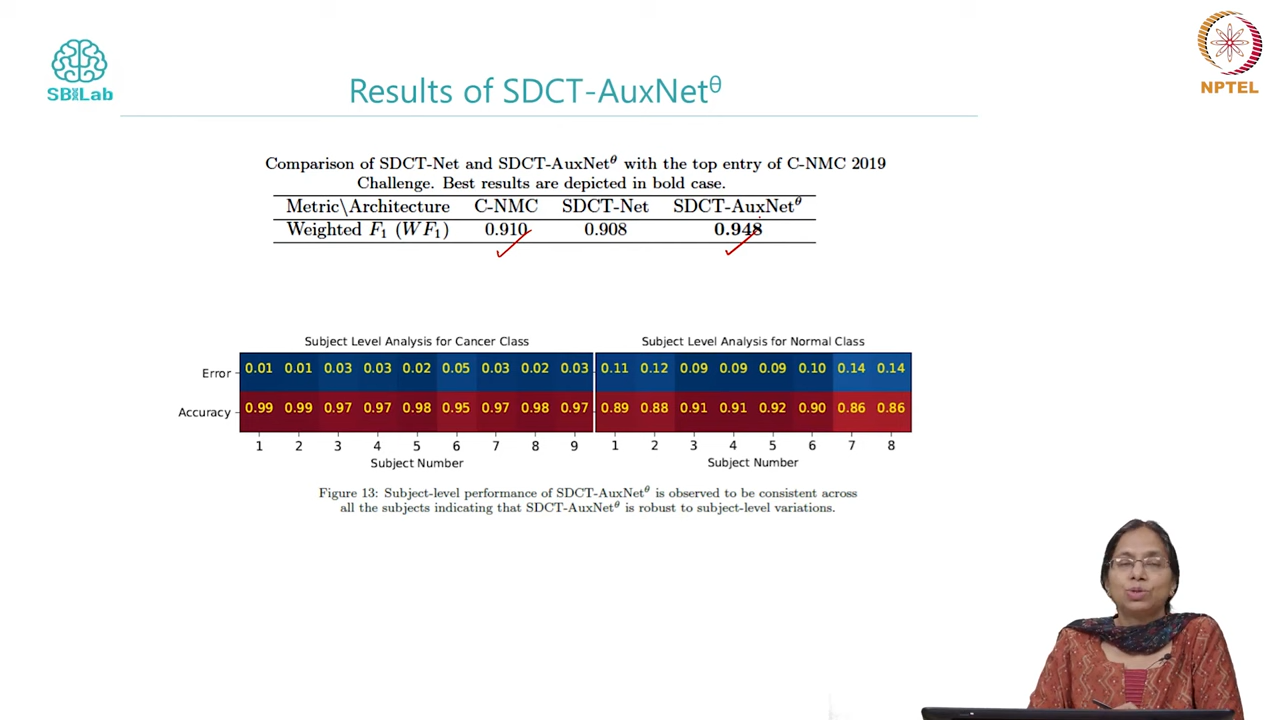 SBILab
NPTEL
Results of SDCT-AuxNetᶿ
Comparison of SDCT-Net and SDCT-AuxNetᶿ with the top entry of C-NMC 2019
Challenge. Best results are depicted in bold case.
Metric\Architecture C-NMC SDCT-Net SDCT-AuxNetᶿ
Weighted F₁ (WF₁) 0.910 0.908 0.948
Subject Level Analysis for Cancer Class Subject Level Analysis for Normal Class
Error 0.01 0.01 0.03 0.03 0.02 0.05 0.03 0.02 0.03 0.11 0.12 0.09 0.09 0.09 0.10 0.14 0.14
Accuracy 0.99 0.99 0.97 0.97 0.98 0.95 0.97 0.98 0.97 0.89 0.88 0.91 0.91 0.92 0.90 0.86 0.86
1 2 3 4 5 6 7 8 9 1 2 3 4 5 6 7 8
Subject Number Subject Number
Figure 13: Subject-level performance of SDCT-AuxNetᶿ is observed to be consistent across
all the subjects indicating that SDCT-AuxNetᶿ is robust to subject-level variations.